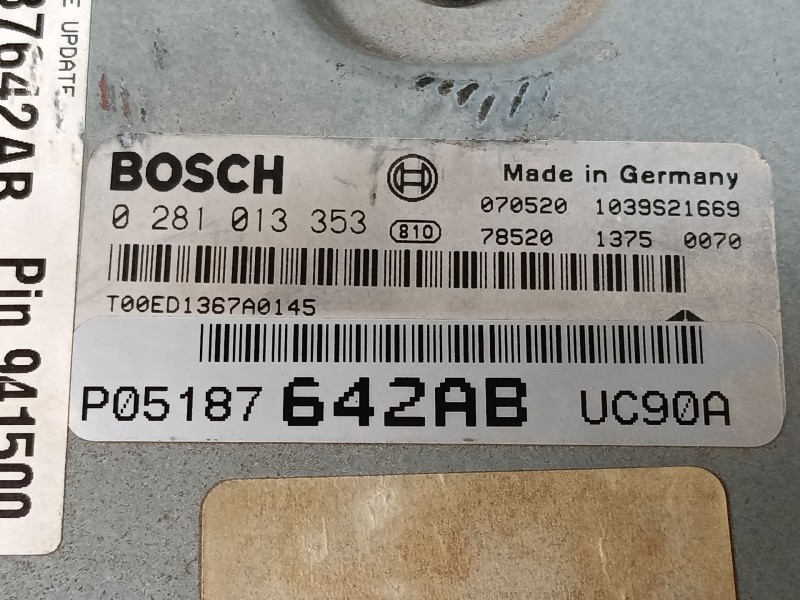 E UPDATE
87642AB Pin 941500
BOSCH
Made in Germany
0 281 013 353
810
070520 1039S21669
78520 1375 0070
T00ED1367A0145
P05187 642AB UC90A